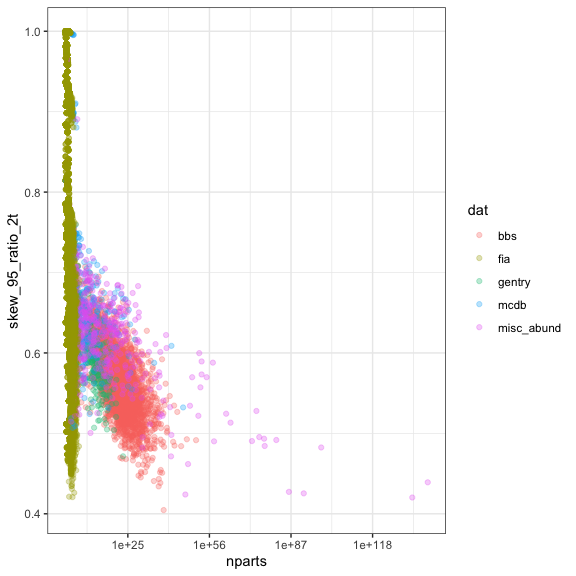 skew_95_ratio_2t
1.0
0.8
0.6
0.4
1e+25
1e+56
1e+87
1e+118
nparts
dat
bbs
fia
gentry
mcdb
misc_abund